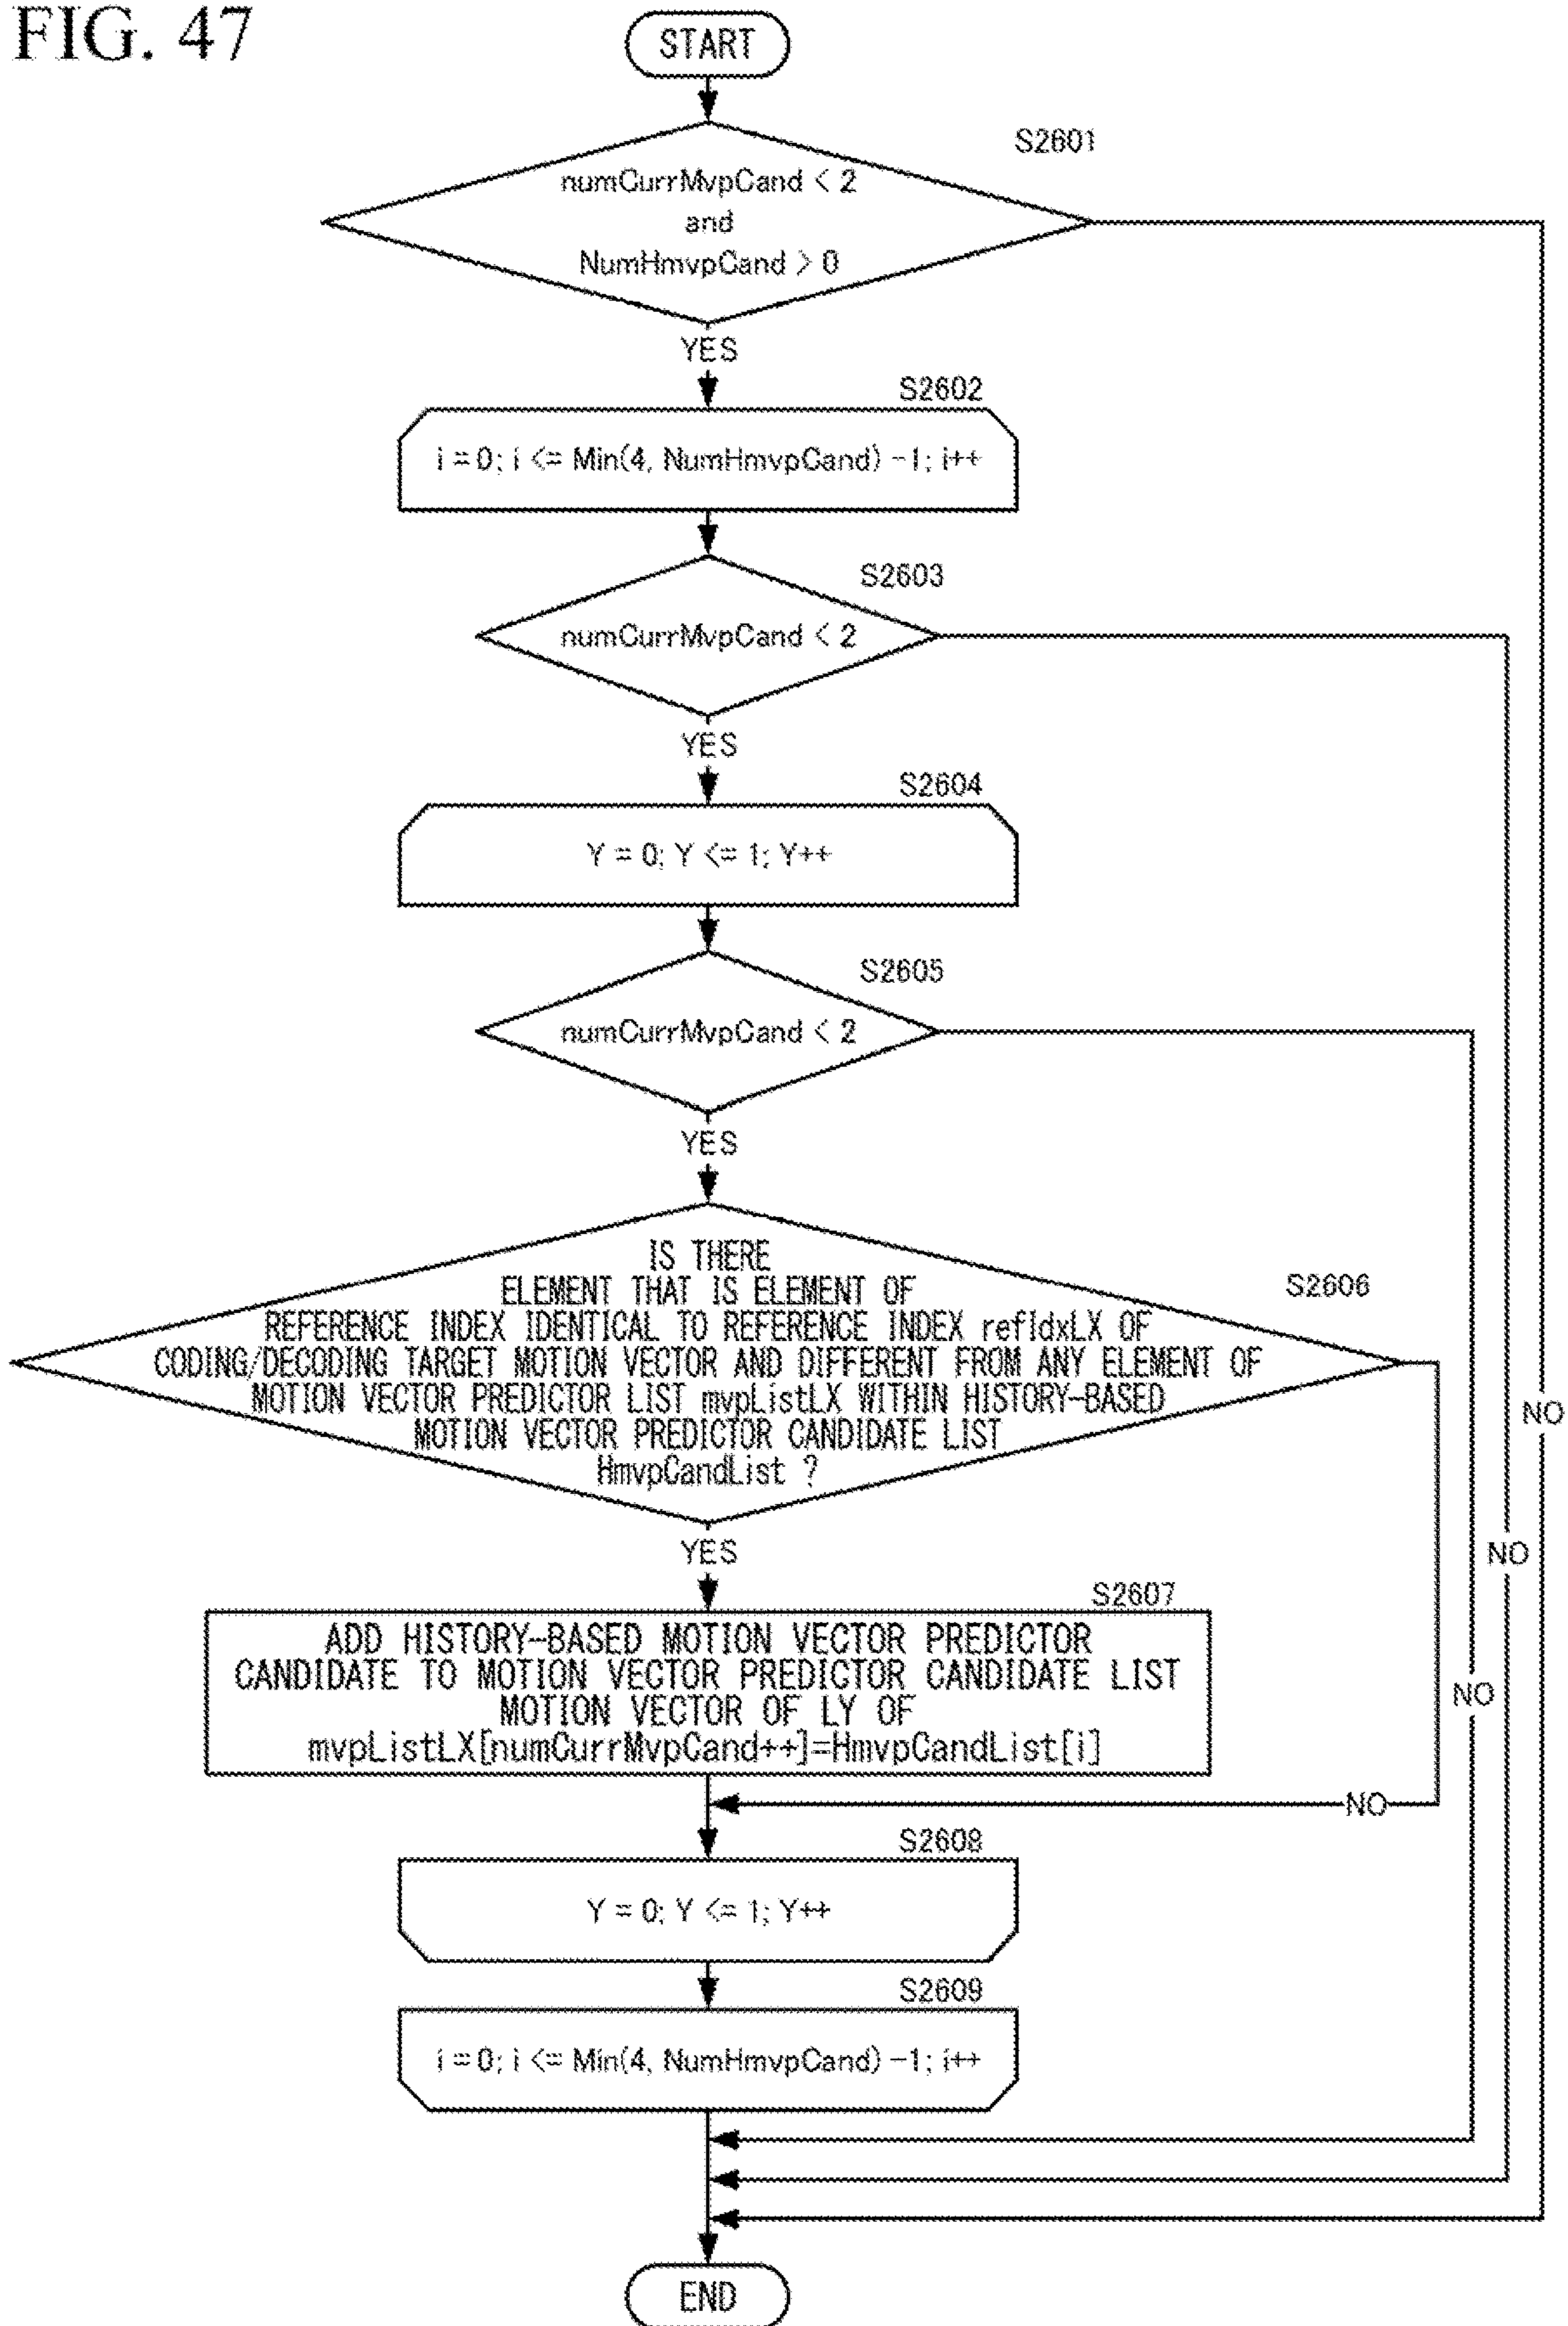 FIG. 47
START
S2601
numCurrMvpCand < 2
and
NumHmvpCand > 0
YES
S2602
i = 0; i <= Min(4, NumHmvpCand) -1; i++
S2603
numCurrMvpCand < 2
YES
S2604
Y = 0; Y <= 1; Y++
S2605
numCurrMvpCand < 2
YES
S2606
IS THERE
ELEMENT THAT IS ELEMENT OF
REFERENCE INDEX IDENTICAL TO REFERENCE INDEX refIdxLX OF
CODING/DECODING TARGET MOTION VECTOR AND DIFFERENT FROM ANY ELEMENT OF
MOTION VECTOR PREDICTOR LIST mvpListLX WITHIN HISTORY-BASED
MOTION VECTOR PREDICTOR CANDIDATE LIST
HmvpCandList ?
NO
NO
YES
S2607
ADD HISTORY-BASED MOTION VECTOR PREDICTOR
CANDIDATE TO MOTION VECTOR PREDICTOR CANDIDATE LIST
MOTION VECTOR OF LY OF
mvpListLX[numCurrMvpCand++]=HmvpCandList[i]
NO
NO
S2608
Y = 0; Y <= 1; Y++
S2609
i = 0; i <= Min(4, NumHmvpCand) -1; i++
END